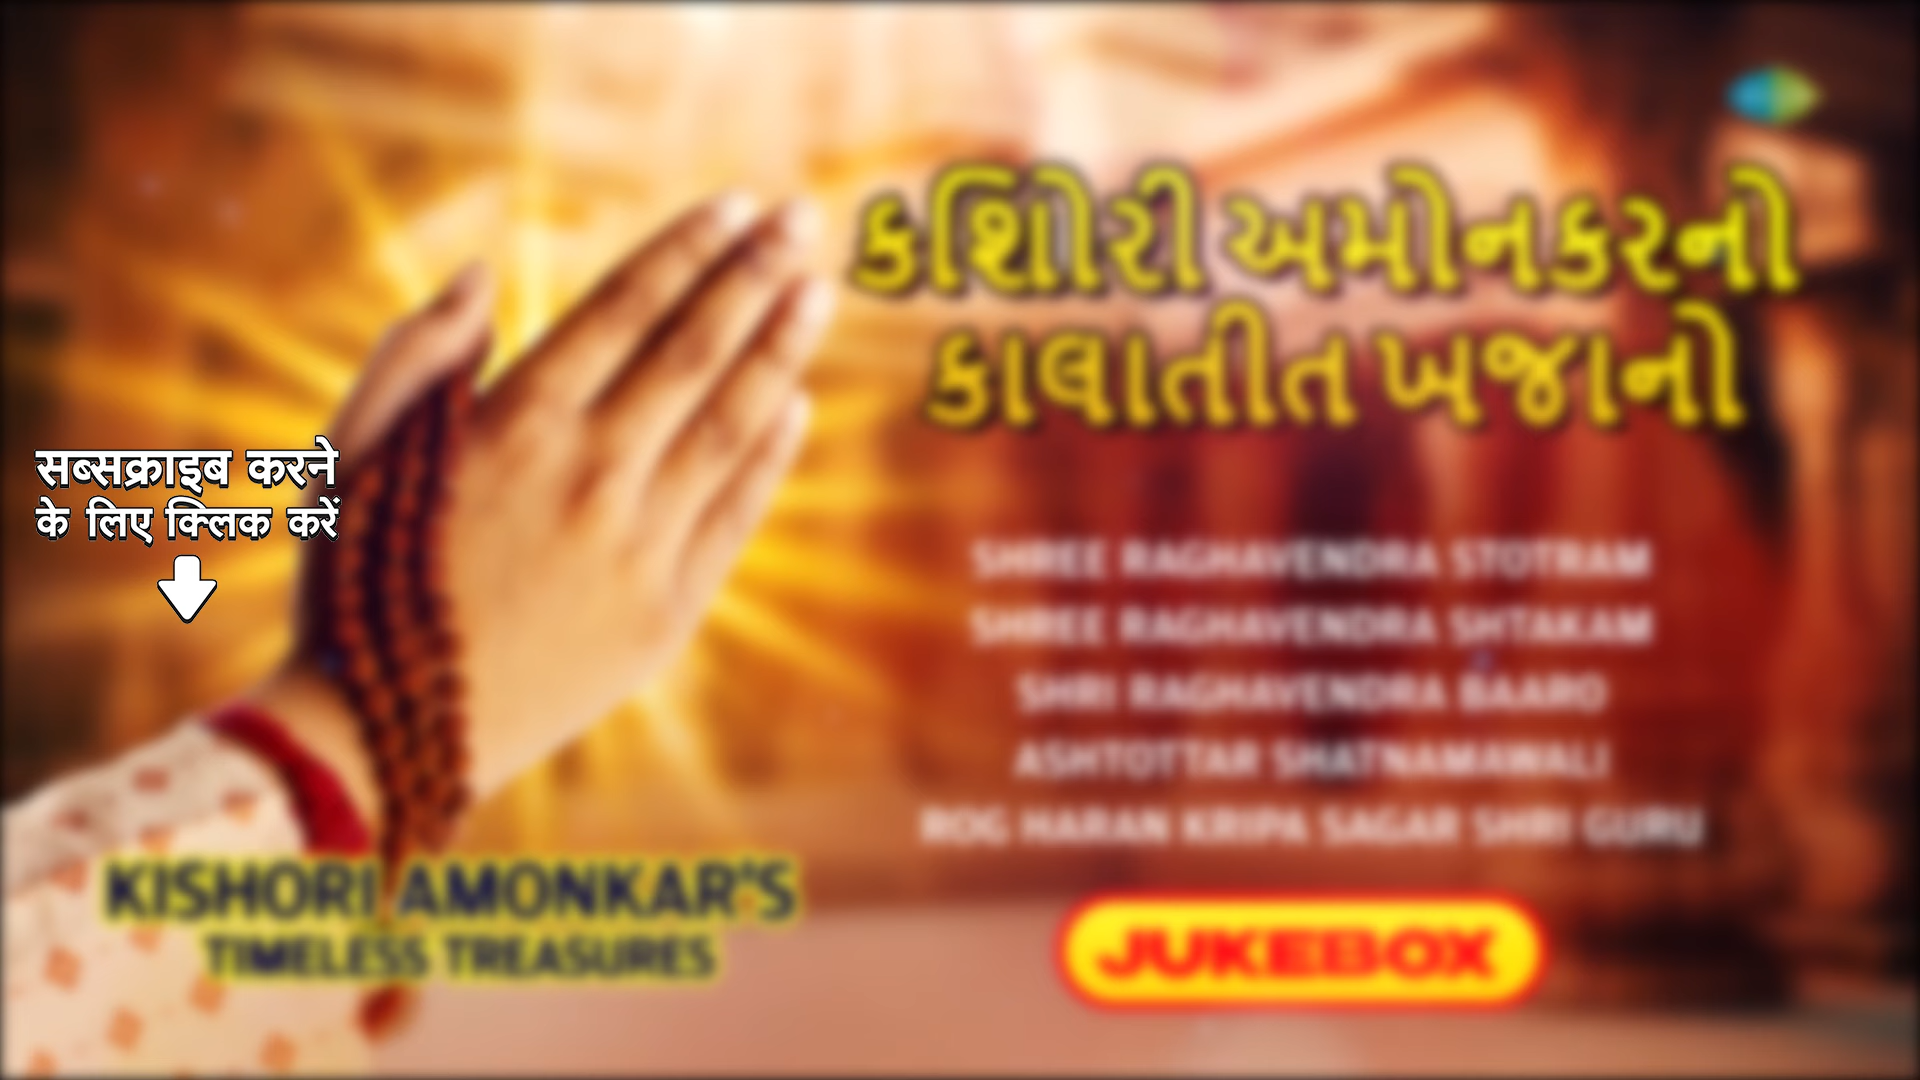 કશિોરી અમોનકરનો
કાલાતીત ખજાનો
सब्सक्राइब करने
के लिए क्लिक करें
SHREE RAGHAVENDRA STOTRAM
SHREE RAGHAVENDRA SHTAKAM
SHRI RAGHAVENDRA BAARO
ASHTOTTAR SHATNAMAWALI
ROG HARAN KRIPA SAGAR SHRI GURU
KISHORI AMONKAR'S
TIMELESS TREASURES
JUKEBOX